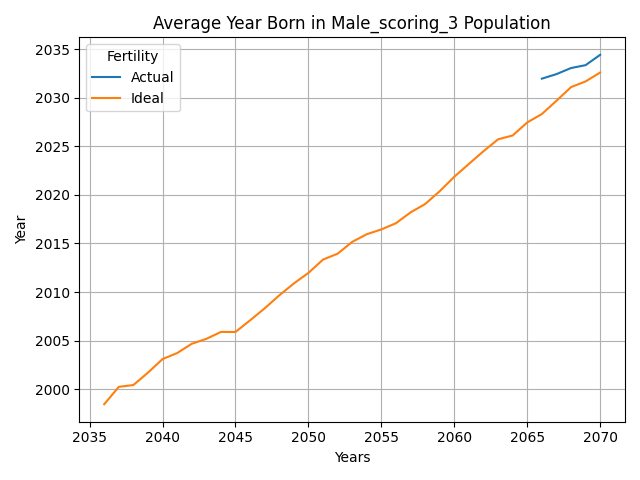 Average Year Born in Male_scoring_3 Population
Fertility
Actual
Ideal
Year
2035
2030
2025
2020
2015
2010
2005
2000
2035 2040 2045 2050 2055 2060 2065 2070
Years